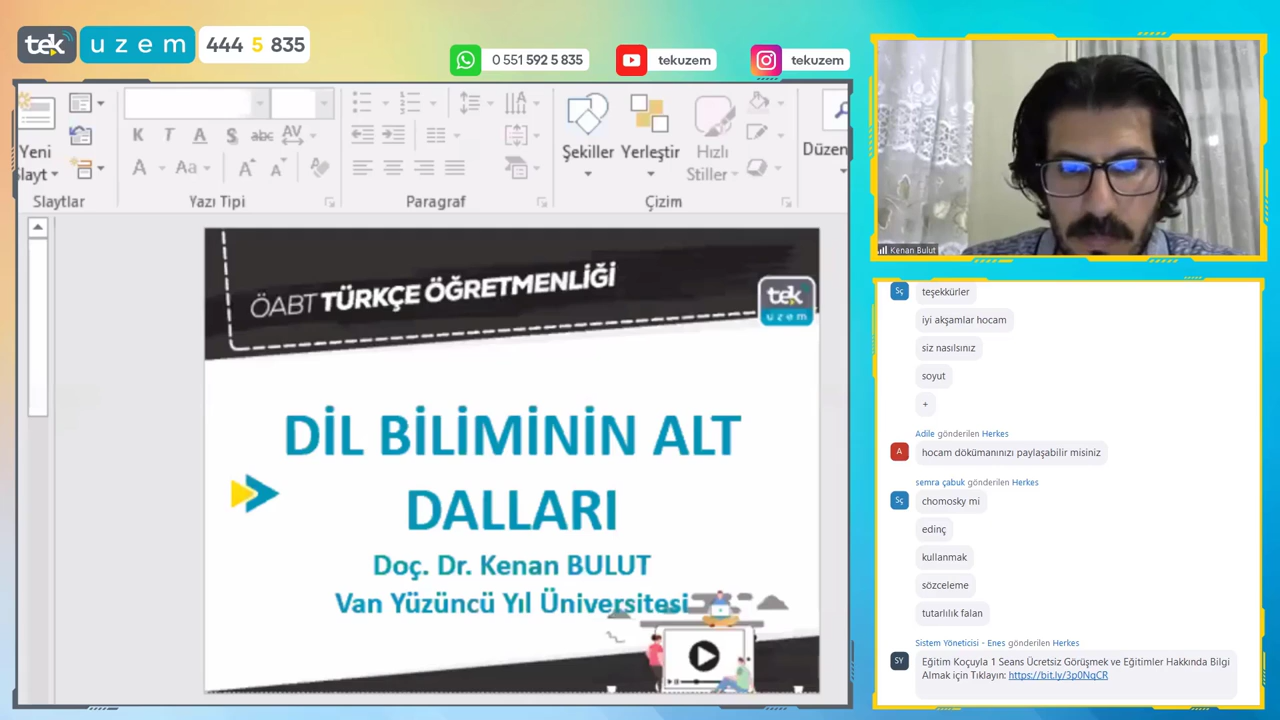 tek uzem 444 5 835
0 551 592 5 835 tekuzem tekuzem
Yeni
Slayt
Slaytlar
K T A S abc AV
A Aa A A
Yazı Tipi
Paragraf
Şekiller Yerleştir Hızlı
Stiller
Çizim
Düzen
ÖABT TÜRKÇE ÖĞRETMENLİĞİ
tek
uzem
DİL BİLİMİNİN ALT
DALLARI
Doç. Dr. Kenan BULUT
Van Yüzüncü Yıl Üniversitesi
Kenan Bulut
Sç teşekkürler
iyi akşamlar hocam
siz nasılsınız
soyut
+
Adile gönderilen Herkes
A hocam dökümanınızı paylaşabilir misiniz
semra çabuk gönderilen Herkes
Sç chomosky mi
edinç
kullanmak
sözceleme
tutarlılık falan
Sistem Yöneticisi - Enes gönderilen Herkes
SY Eğitim Koçuyla 1 Seans Ücretsiz Görüşmek ve Eğitimler Hakkında Bilgi
Almak için Tıklayın: https://bit.ly/3p0NqCR